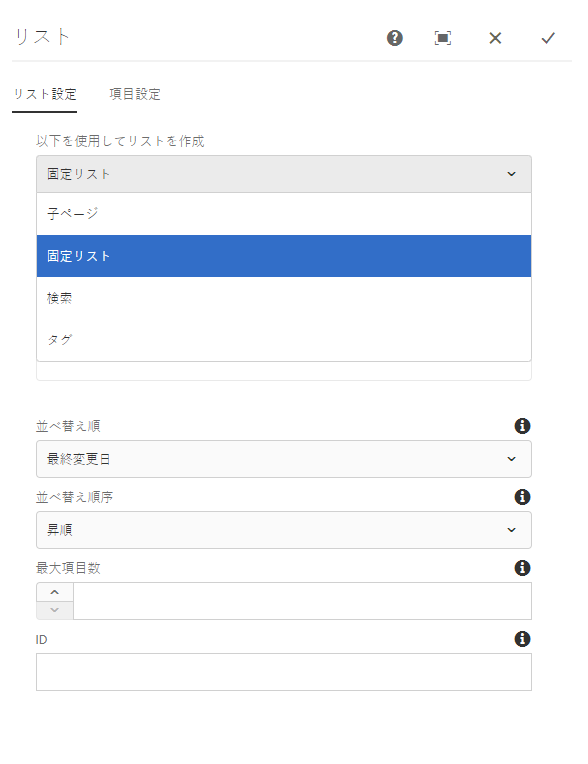 リスト
リスト設定 項目設定
以下を使用してリストを作成
固定リスト
子ページ
固定リスト
検索
タグ
並べ替え順
最終変更日
並べ替え順序
昇順
最大項目数
ID